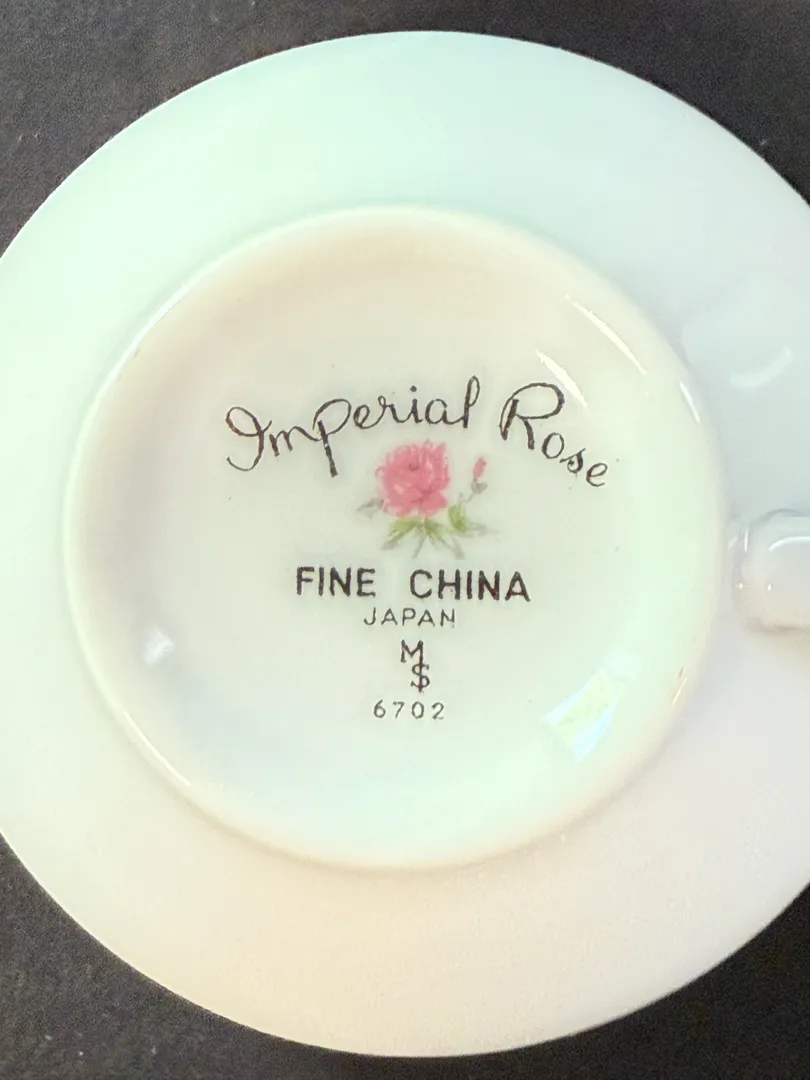 Imperial Rose
FINE CHINA
JAPAN
M
S
6702